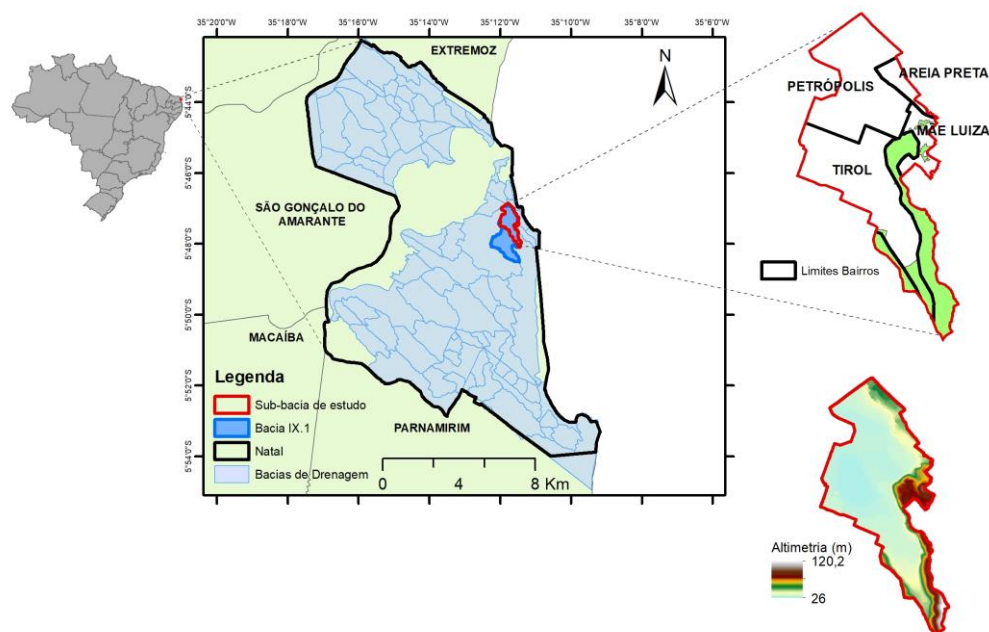 35°20'0"W 35°18'0"W 35°16'0"W 35°14'0"W 35°12'0"W 35°10'0"W 35°8'0"W 35°6'0"W
EXTREMOZ
N
5°44'0"S
5°46'0"S
SÃO GONÇALO DO
AMARANTE
5°48'0"S
5°50'0"S
MACAÍBA
5°52'0"S
Legenda
Sub-bacia de estudo
Bacia IX.1
Natal
Bacias de Drenagem
PARNAMIRIM
5°54'0"S
0 4 8 Km
AREIA PRETA
PETRÓPOLIS
MÃE LUIZA
TIROL
Limites Bairros
Altimetria (m)
120,2
26